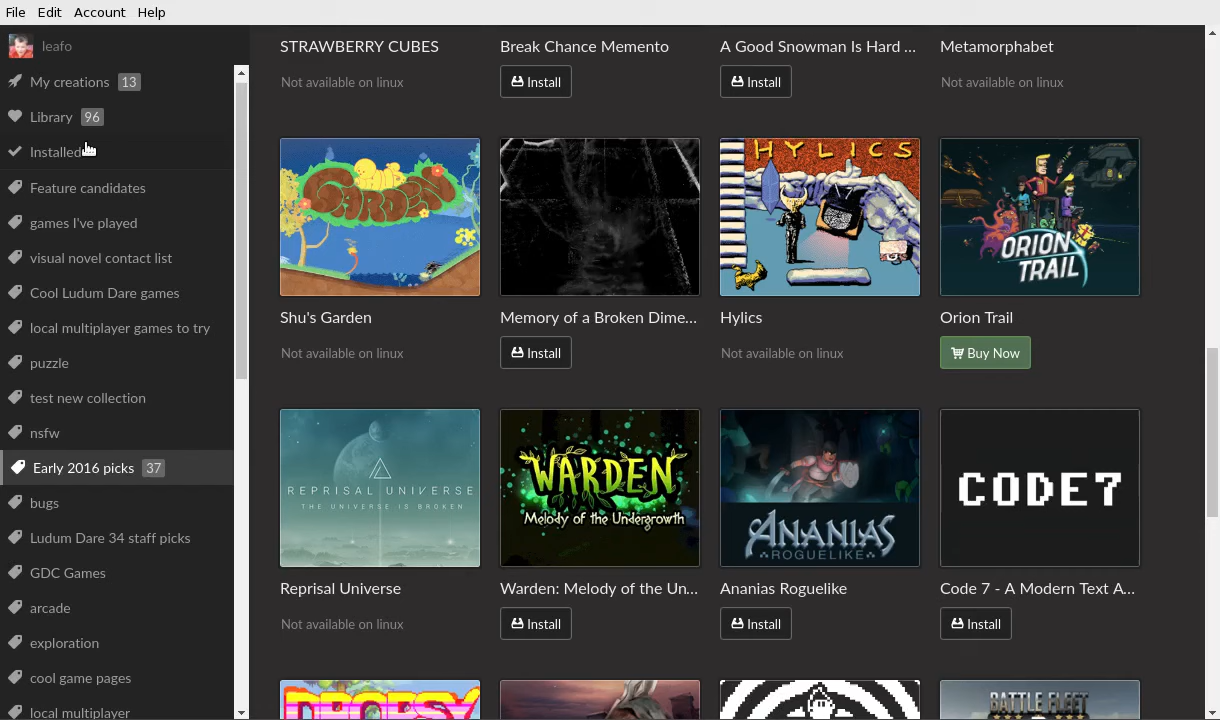 File Edit Account Help
leafo
My creations 13
Library 96
Installed
Feature candidates
games I've played
visual novel contact list
Cool Ludum Dare games
local multiplayer games to try
puzzle
test new collection
nsfw
Early 2016 picks 37
bugs
Ludum Dare 34 staff picks
GDC Games
arcade
exploration
cool game pages
local multiplayer
STRAWBERRY CUBES
Not available on linux
Break Chance Memento
Install
A Good Snowman Is Hard ...
Install
Metamorphabet
Not available on linux
SHU'S GARDEN
Shu's Garden
Not available on linux
Memory of a Broken Dime...
Install
HYLICS
Hylics
Not available on linux
ORION
TRAIL
Orion Trail
Buy Now
REPRISAL UNIVERSE
THE UNIVERSE IS BROKEN
Reprisal Universe
Not available on linux
WARDEN
Melody of the Undergrowth
Warden: Melody of the Un...
Install
ANANIAS
ROGUELIKE
Ananias Roguelike
Install
CODE7
Code 7 - A Modern Text A...
Install
BATTLE FLEET